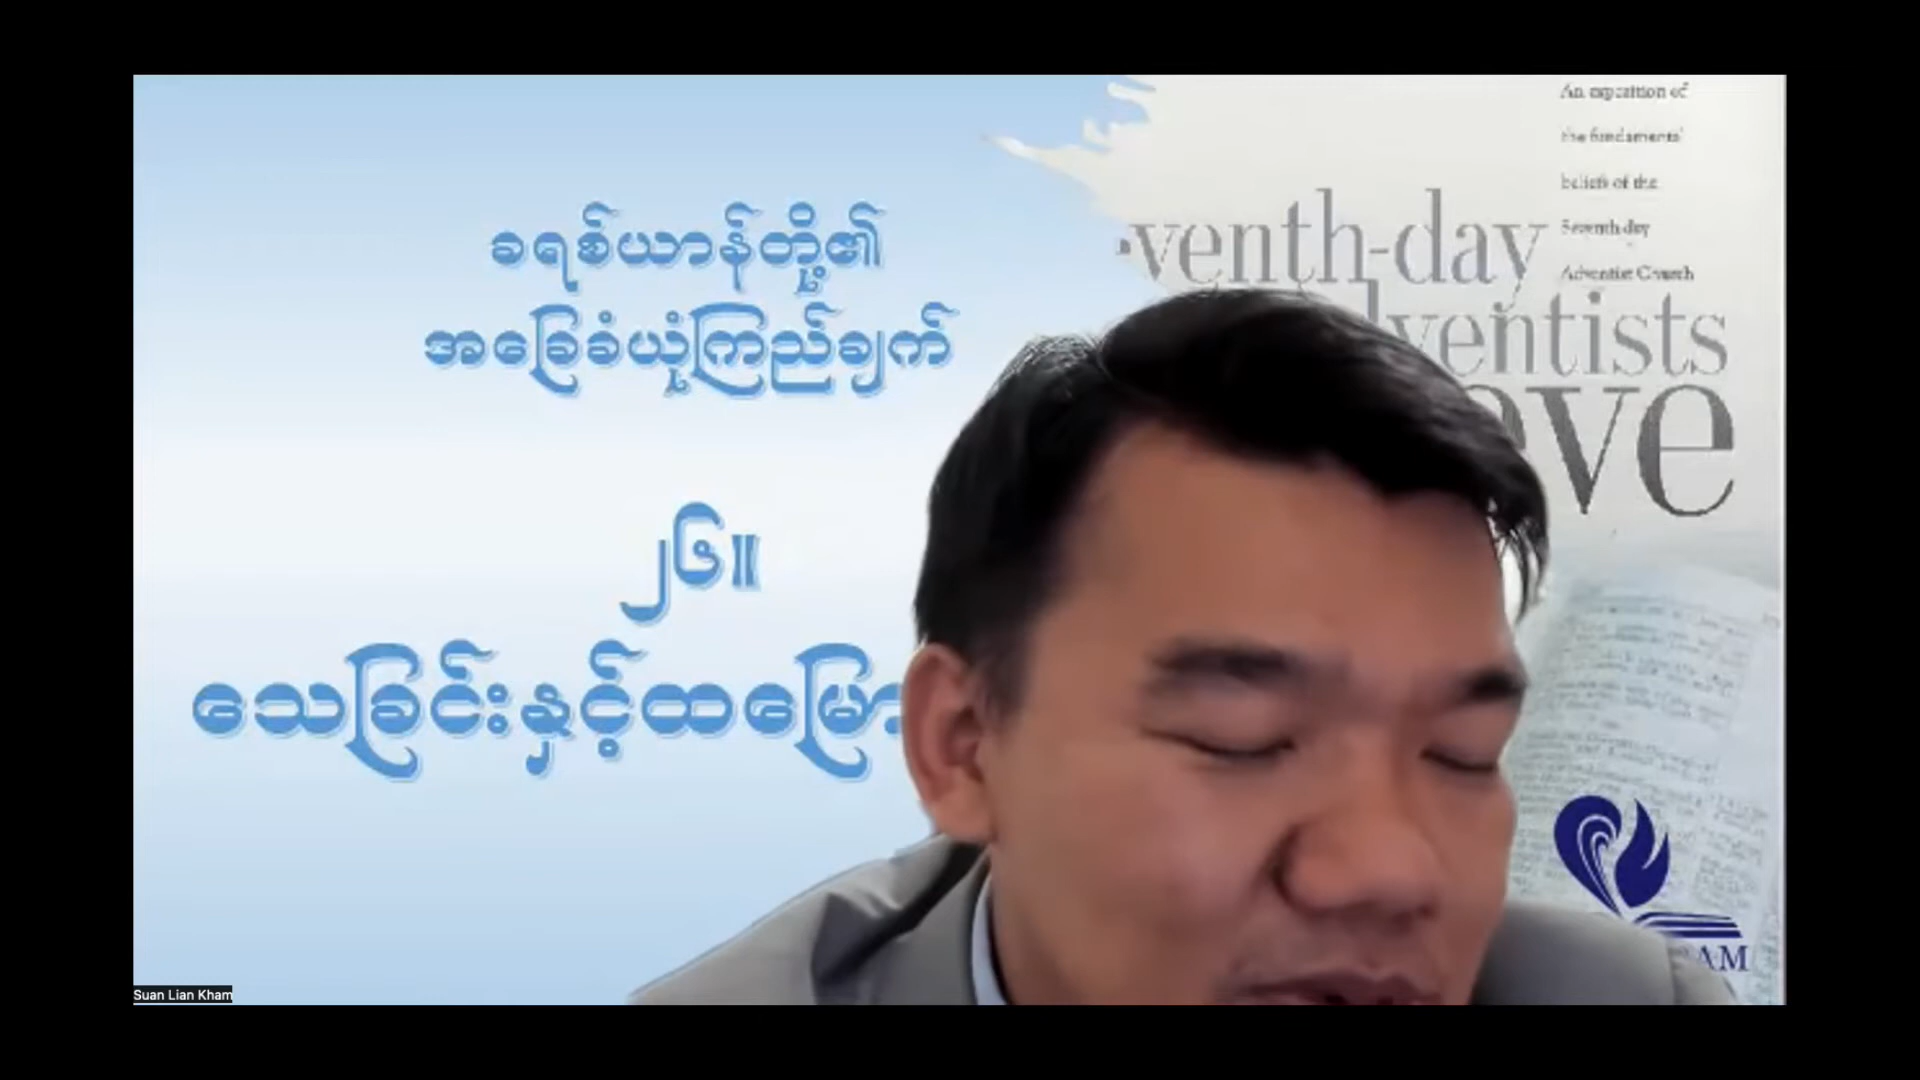 ခရစ်ယာန်တို့၏
အခြေခံယုံကြည်ချက်
၂၆။
သေခြင်းနှင့်ထမြော
An exposition of
the fundamental
beliefs of the
Seventh-day
Adventist Church
venth-day
dventists
eve
AM
Suan Lian Kham